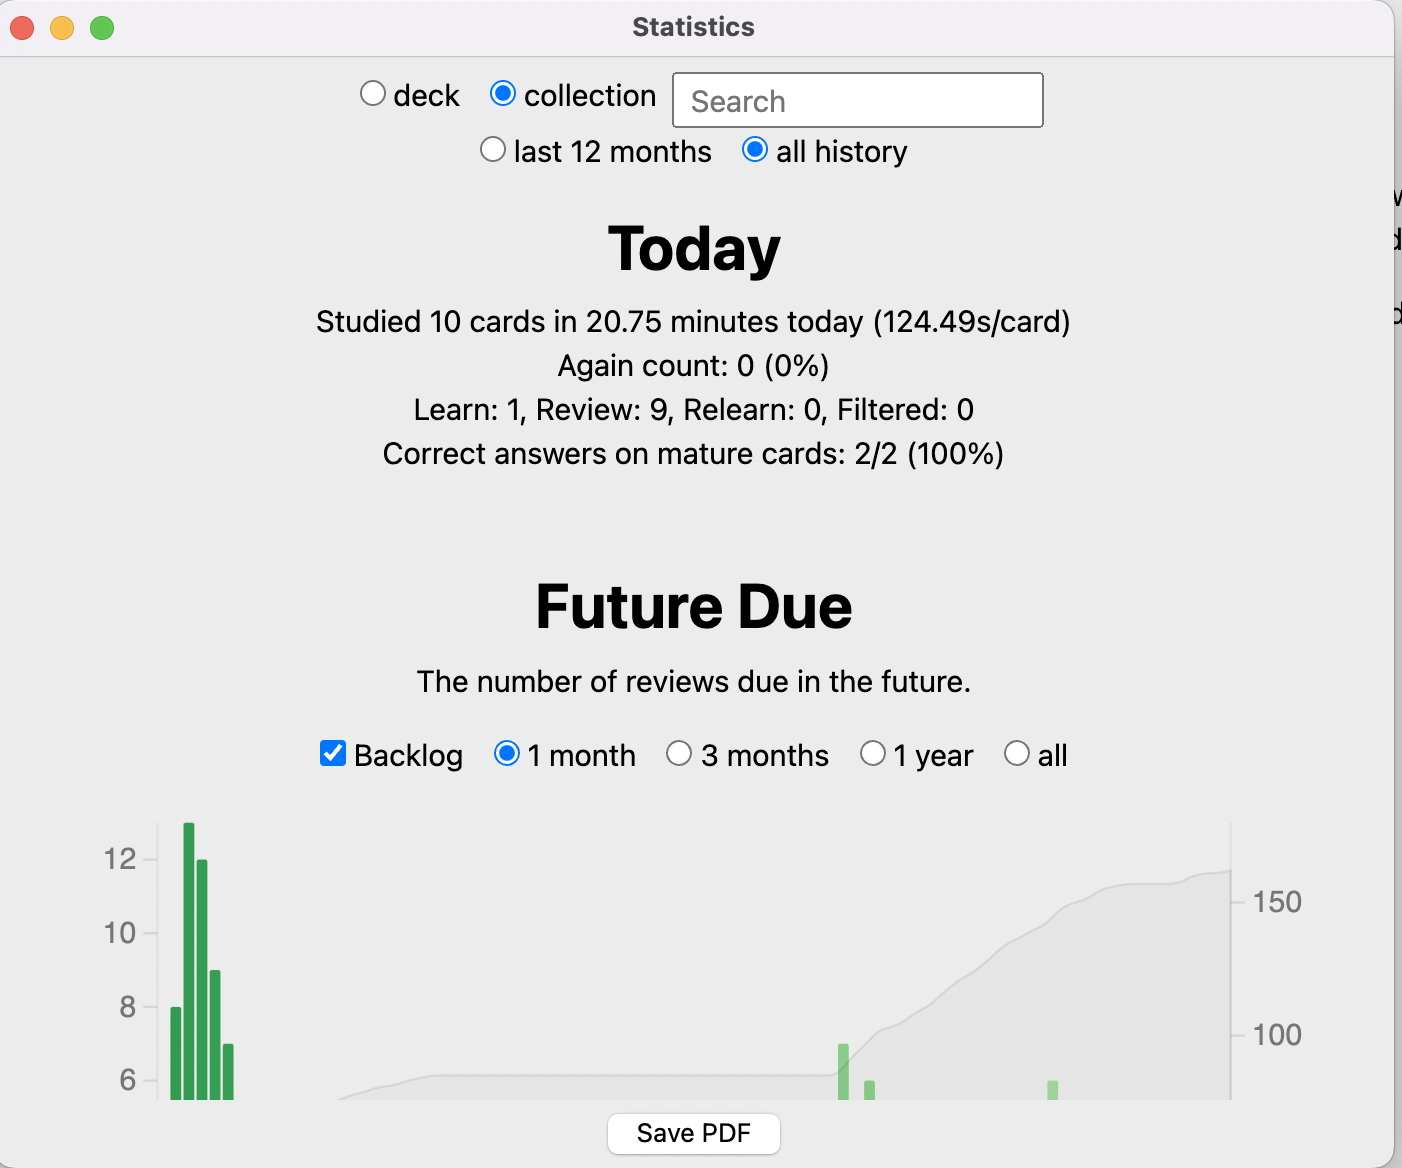 Statistics
deck collection Search
last 12 months all history
Today
Studied 10 cards in 20.75 minutes today (124.49s/card)
Again count: 0 (0%)
Learn: 1, Review: 9, Relearn: 0, Filtered: 0
Correct answers on mature cards: 2/2 (100%)
Future Due
The number of reviews due in the future.
Backlog 1 month 3 months 1 year all
12
150
10
8
100
6
Save PDF